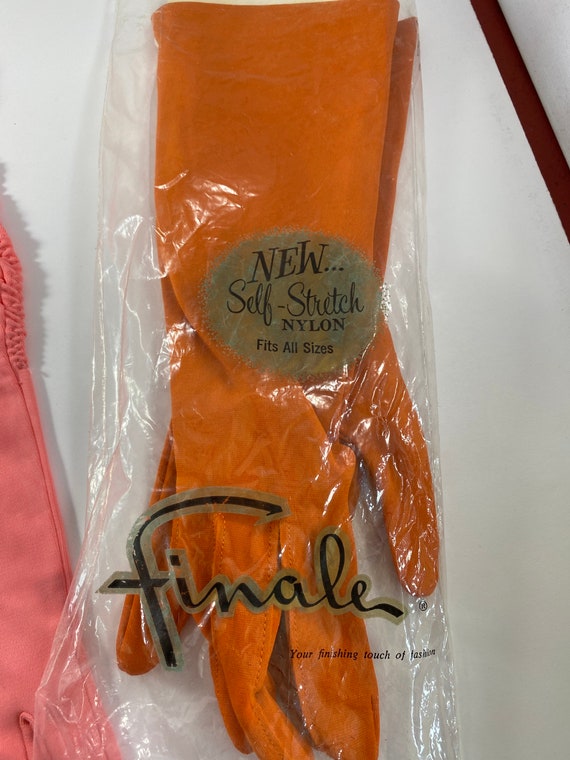 NEW...
Self-Stretch
NYLON
Fits All Sizes
Finale ®
Your finishing touch of fashion